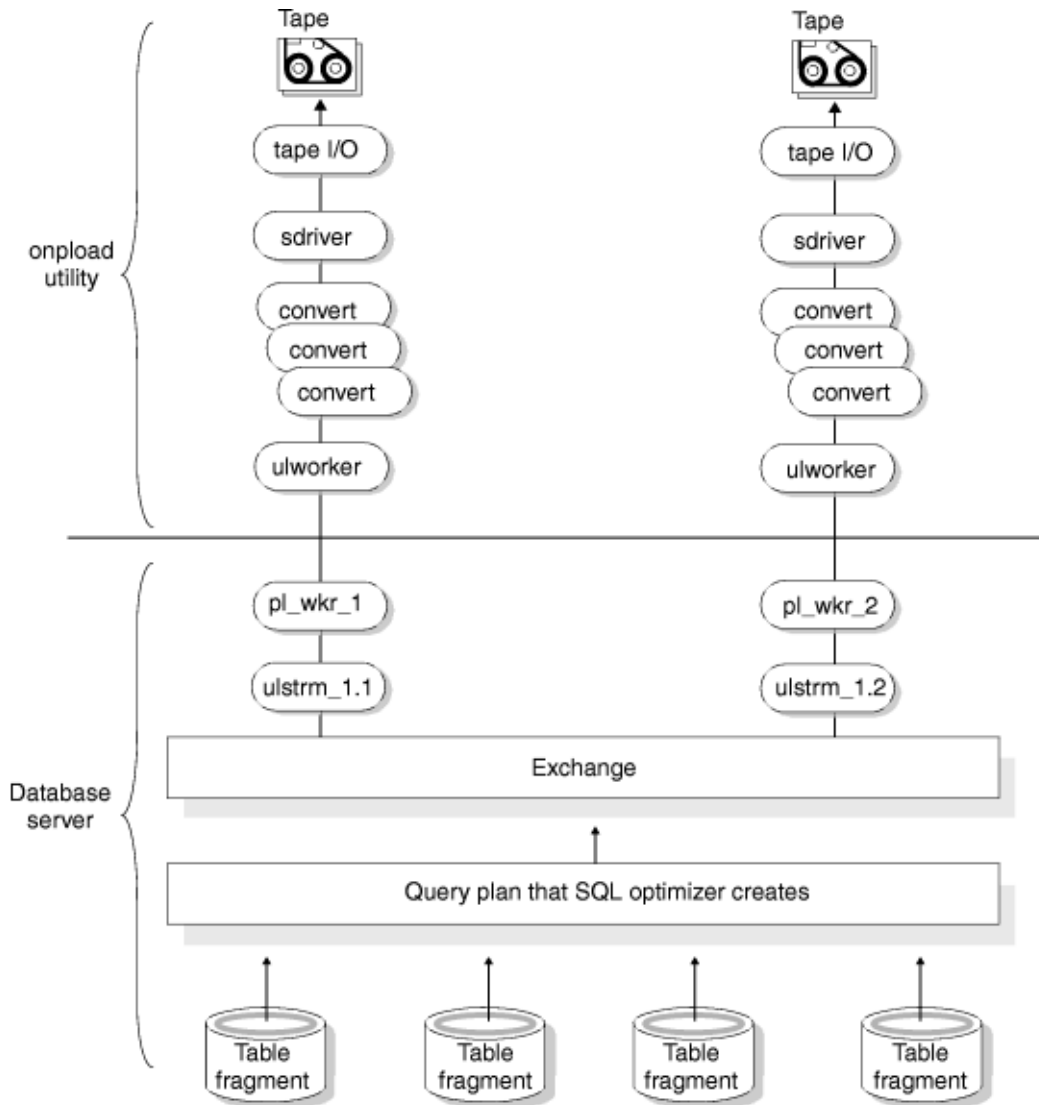 Tape
Tape
tape I/O
tape I/O
sdriver
sdriver
onpload
utility
convert
convert
convert
convert
convert
convert
ulworker
ulworker
pl_wkr_1
pl_wkr_2
ulstrm_1.1
ulstrm_1.2
Exchange
Database
server
Query plan that SQL optimizer creates
Table
fragment
Table
fragment
Table
fragment
Table
fragment